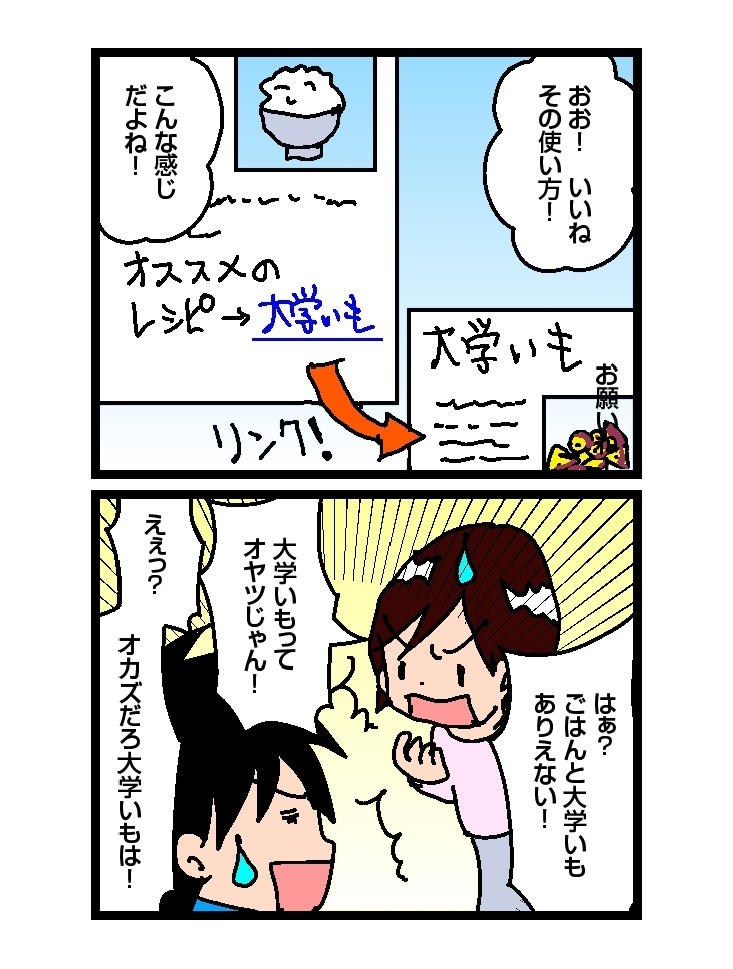 おお！　いいね
その使い方！
こんな感じ
だよね！
オススメの
レシピ→大学いも
リンク！
大学いも
お願い
はぁ？
ごはんと大学いも
ありえない！
大学いもって
オヤツじゃん！
えぇっ？
オカズだろ大学いもは！